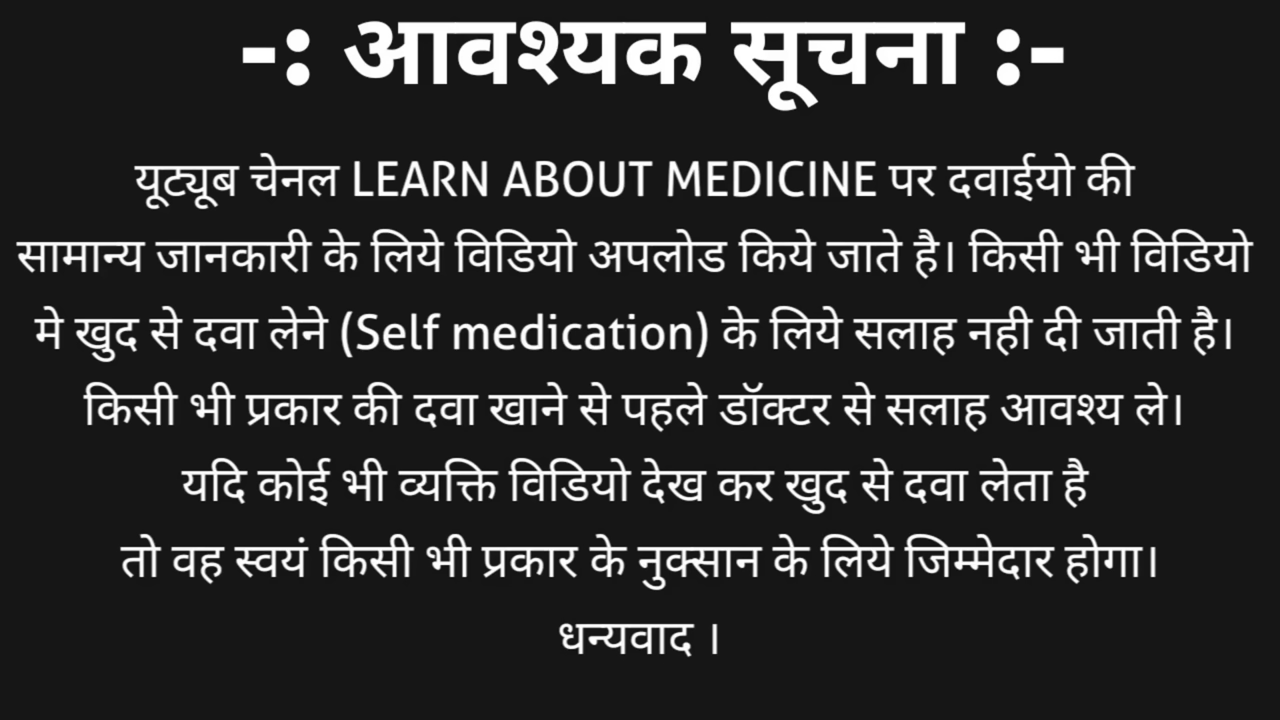 -: आवश्यक सूचना :-
यूट्यूब चेनल LEARN ABOUT MEDICINE पर दवाईयो की
सामान्य जानकारी के लिये विडियो अपलोड किये जाते है। किसी भी विडियो
मे खुद से दवा लेने (Self medication) के लिये सलाह नही दी जाती है।
किसी भी प्रकार की दवा खाने से पहले डॉक्टर से सलाह आवश्य ले।
यदि कोई भी व्यक्ति विडियो देख कर खुद से दवा लेता है
तो वह स्वयं किसी भी प्रकार के नुक्सान के लिये जिम्मेदार होगा।
धन्यवाद ।